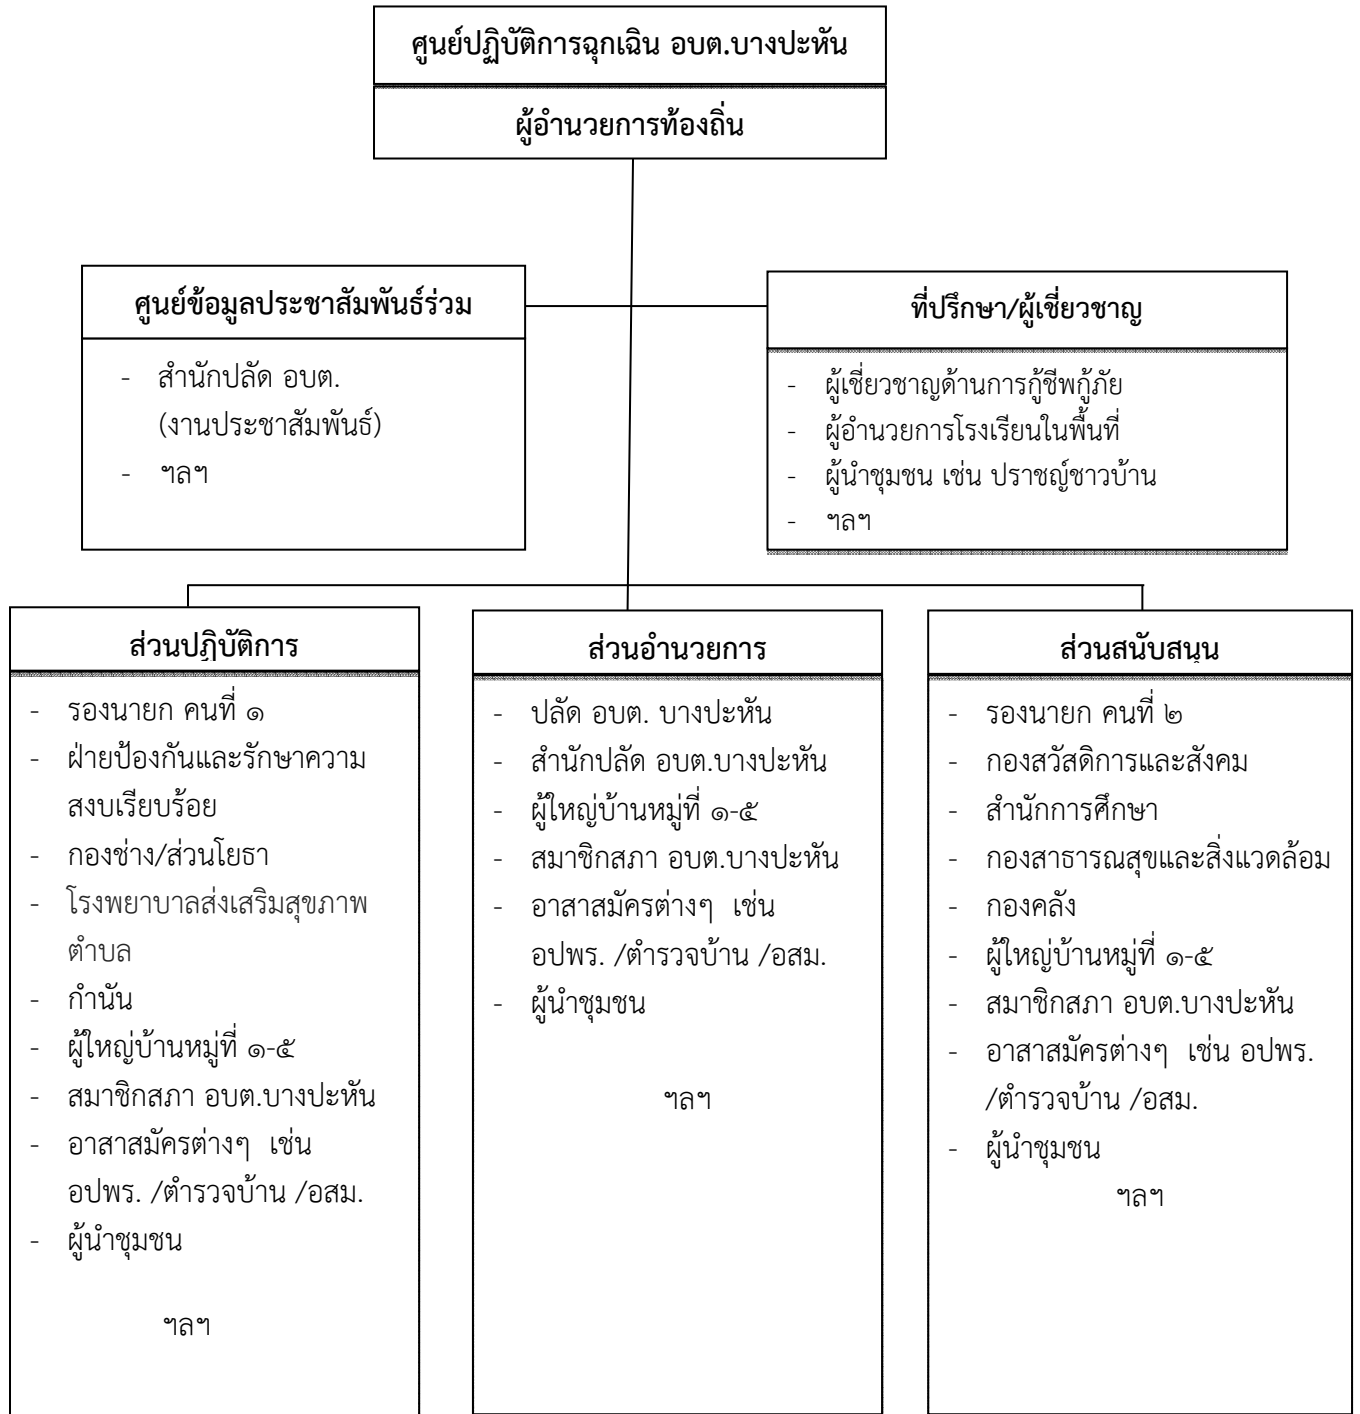 ศูนย์ปฏิบัติการฉุกเฉิน อบต.บางปะหัน
ผู้อำนวยการท้องถิ่น
ศูนย์ข้อมูลประชาสัมพันธ์ร่วม
- สำนักปลัด อบต.
(งานประชาสัมพันธ์)
- ฯลฯ
ที่ปรึกษา/ผู้เชี่ยวชาญ
- ผู้เชี่ยวชาญด้านการกู้ชีพกู้ภัย
- ผู้อำนวยการโรงเรียนในพื้นที่
- ผู้นำชุมชน เช่น ปราชญ์ชาวบ้าน
- ฯลฯ
ส่วนปฏิบัติการ
- รองนายก คนที่ ๑
- ฝ่ายป้องกันและรักษาความ
สงบเรียบร้อย
- กองช่าง/ส่วนโยธา
- โรงพยาบาลส่งเสริมสุขภาพ
ตำบล
- กำนัน
- ผู้ใหญ่บ้านหมู่ที่ ๑-๕
- สมาชิกสภา อบต.บางปะหัน
- อาสาสมัครต่างๆ เช่น
อปพร. /ตำรวจบ้าน /อสม.
- ผู้นำชุมชน
ฯลฯ
ส่วนอำนวยการ
- ปลัด อบต. บางปะหัน
- สำนักปลัด อบต.บางปะหัน
- ผู้ใหญ่บ้านหมู่ที่ ๑-๕
- สมาชิกสภา อบต.บางปะหัน
- อาสาสมัครต่างๆ เช่น
อปพร. /ตำรวจบ้าน /อสม.
- ผู้นำชุมชน
ฯลฯ
ส่วนสนับสนุน
- รองนายก คนที่ ๒
- กองสวัสดิการและสังคม
- สำนักการศึกษา
- กองสาธารณสุขและสิ่งแวดล้อม
- กองคลัง
- ผู้ใหญ่บ้านหมู่ที่ ๑-๕
- สมาชิกสภา อบต.บางปะหัน
- อาสาสมัครต่างๆ เช่น อปพร.
/ตำรวจบ้าน /อสม.
- ผู้นำชุมชน
ฯลฯ